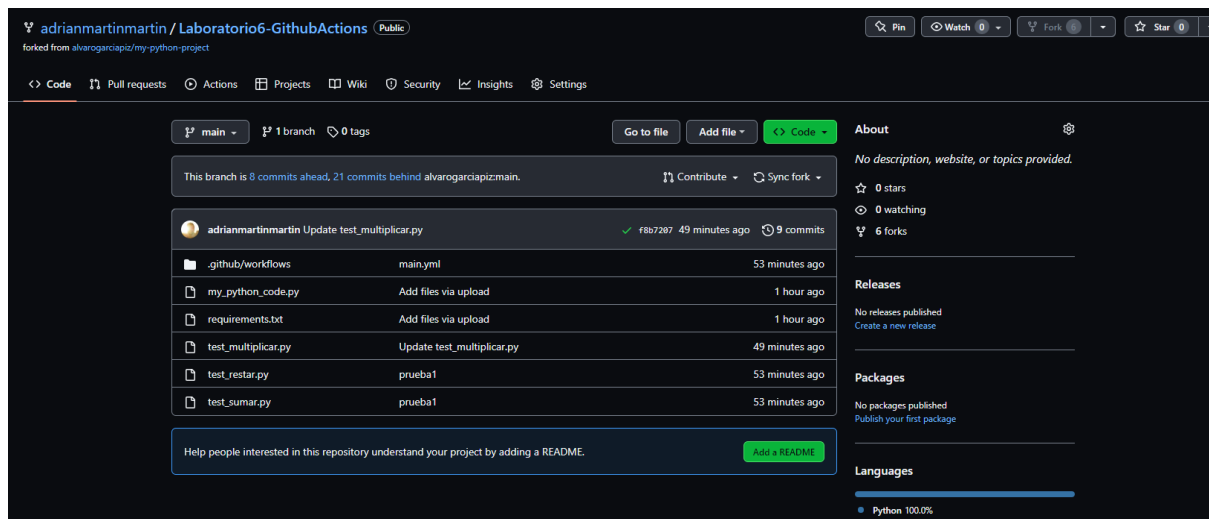 adrianmartinmartin / Laboratorio6-GithubActions Public
Pin Watch 0 Fork 6 Star 0
forked from alvarogarciapiz/my-python-project
<> Code Pull requests Actions Projects Wiki Security Insights Settings
main 1 branch 0 tags Go to file Add file <> Code
This branch is 8 commits ahead, 21 commits behind alvarogarciapiz:main. Contribute Sync fork
adrianmartinmartin Update test_multiplicar.py f8b7207 49 minutes ago 9 commits
.github/workflows main.yml 53 minutes ago
my_python_code.py Add files via upload 1 hour ago
requirements.txt Add files via upload 1 hour ago
test_multiplicar.py Update test_multiplicar.py 49 minutes ago
test_restar.py prueba1 53 minutes ago
test_sumar.py prueba1 53 minutes ago
Help people interested in this repository understand your project by adding a README. Add a README
About
No description, website, or topics provided.
0 stars
0 watching
6 forks
Releases
No releases published
Create a new release
Packages
No packages published
Publish your first package
Languages
Python 100.0%